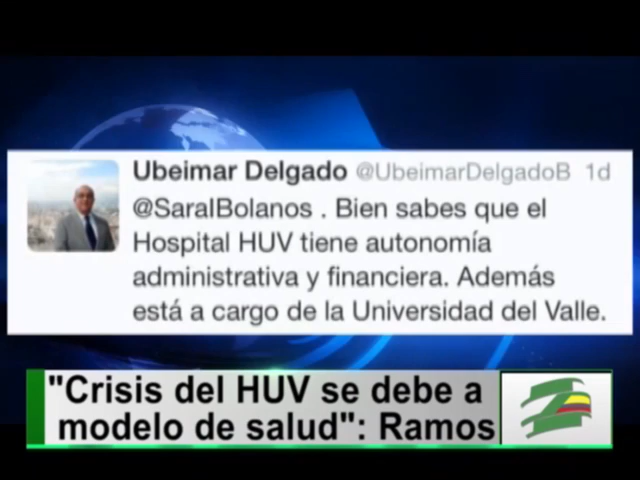 Ubeimar Delgado @UbeimarDelgadoB 1d
@SaraIBolanos . Bien sabes que el
Hospital HUV tiene autonomía
administrativa y financiera. Además
está a cargo de la Universidad del Valle.
"Crisis del HUV se debe a
modelo de salud": Ramos